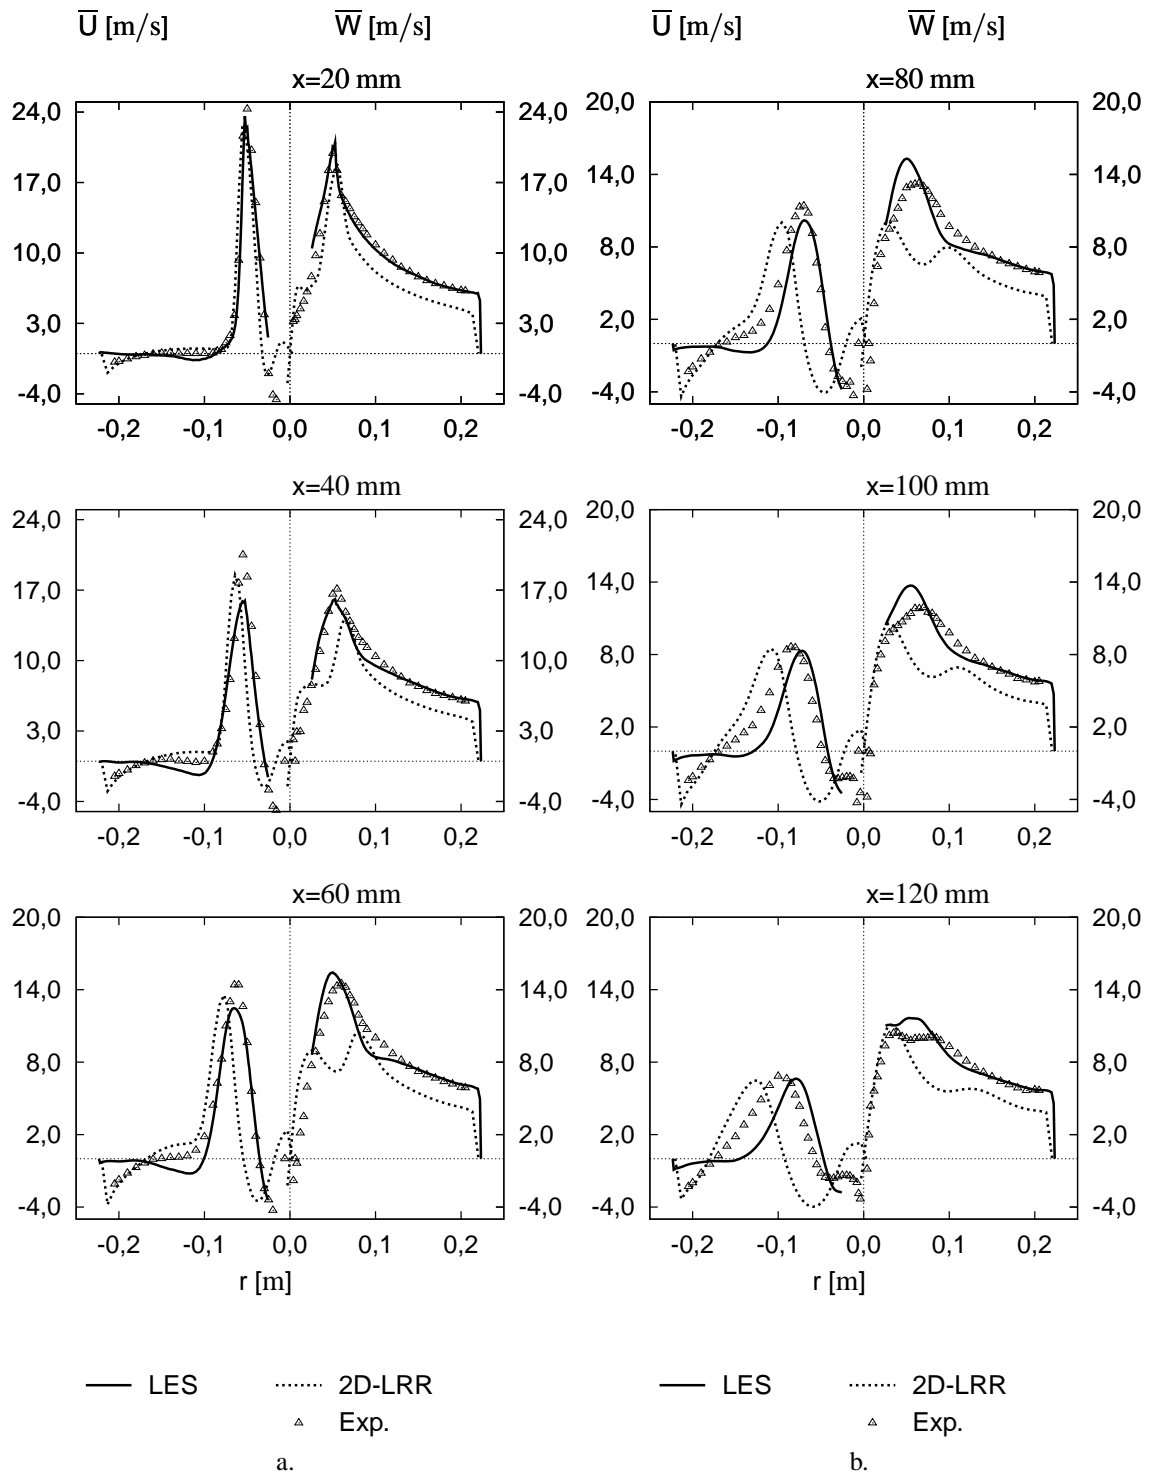 U [m/s] W [m/s]
x=20 mm
24,0 24,0
17,0 17,0
10,0 10,0
3,0 3,0
-4,0 -4,0
-0,2 -0,1 0,0 0,1 0,2
x=40 mm
24,0 24,0
17,0 17,0
10,0 10,0
3,0 3,0
-4,0 -4,0
-0,2 -0,1 0,0 0,1 0,2
x=60 mm
20,0 20,0
14,0 14,0
8,0 8,0
2,0 2,0
-4,0 -4,0
-0,2 -0,1 0,0 0,1 0,2
r [m]
LES 2D-LRR
Exp.
a.
U [m/s] W [m/s]
x=80 mm
20,0 20,0
14,0 14,0
8,0 8,0
2,0 2,0
-4,0 -4,0
-0,2 -0,1 0,0 0,1 0,2
x=100 mm
20,0 20,0
14,0 14,0
8,0 8,0
2,0 2,0
-4,0 -4,0
-0,2 -0,1 0,0 0,1 0,2
x=120 mm
20,0 20,0
14,0 14,0
8,0 8,0
2,0 2,0
-4,0 -4,0
-0,2 -0,1 0,0 0,1 0,2
r [m]
LES 2D-LRR
Exp.
b.